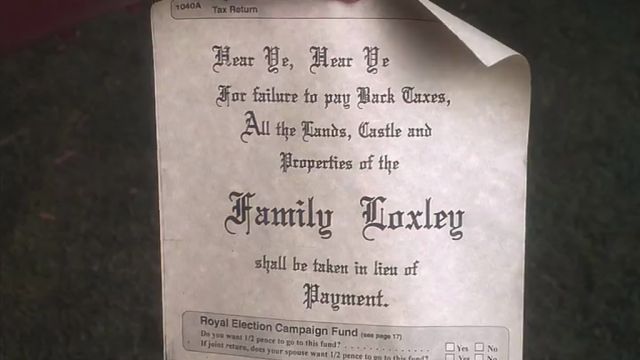 1040A Tax Return
Hear Ye, Hear Ye
For failure to pay Back Taxes,
All the Lands, Castle and
Properties of the
Family Loxley
shall be taken in lieu of
Payment.
Royal Election Campaign Fund (see page 17)
Do you want 1/2 pence to go to this fund? . . . . . . . . . . . . Yes No
If joint return, does your spouse want 1/2 pence to go to this fund? Yes No